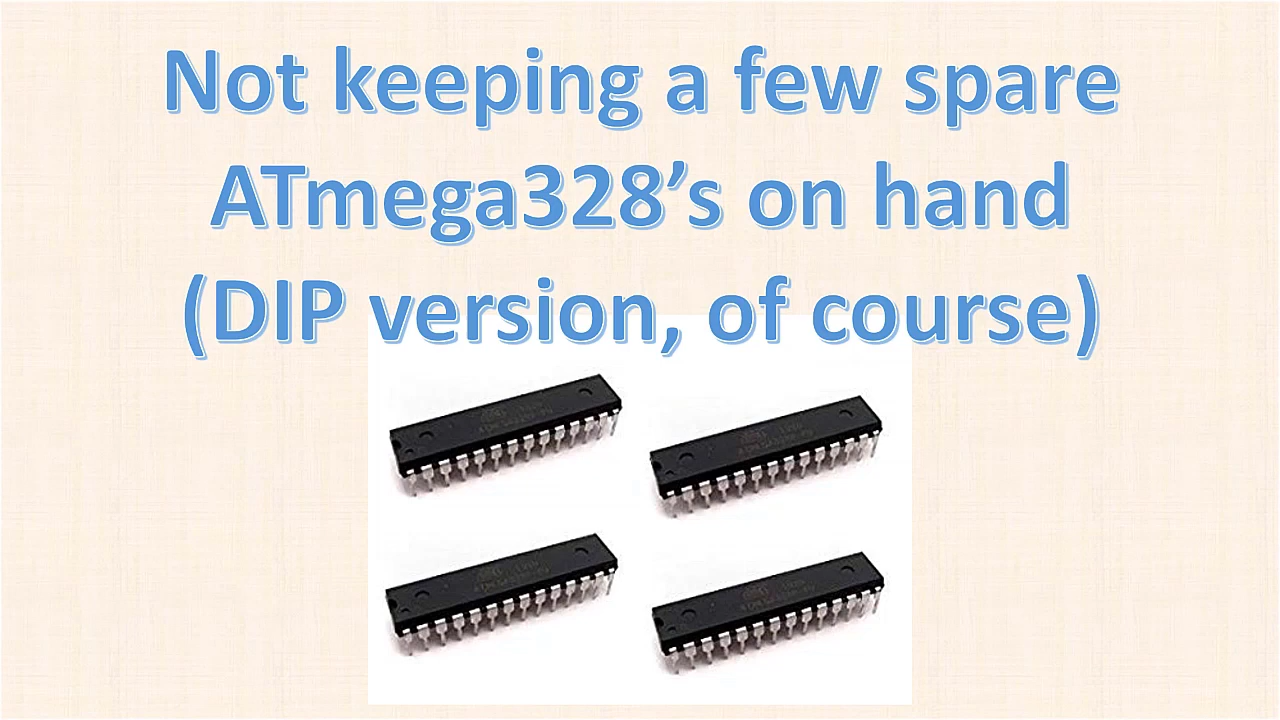 Not keeping a few spare
ATmega328’s on hand
(DIP version, of course)